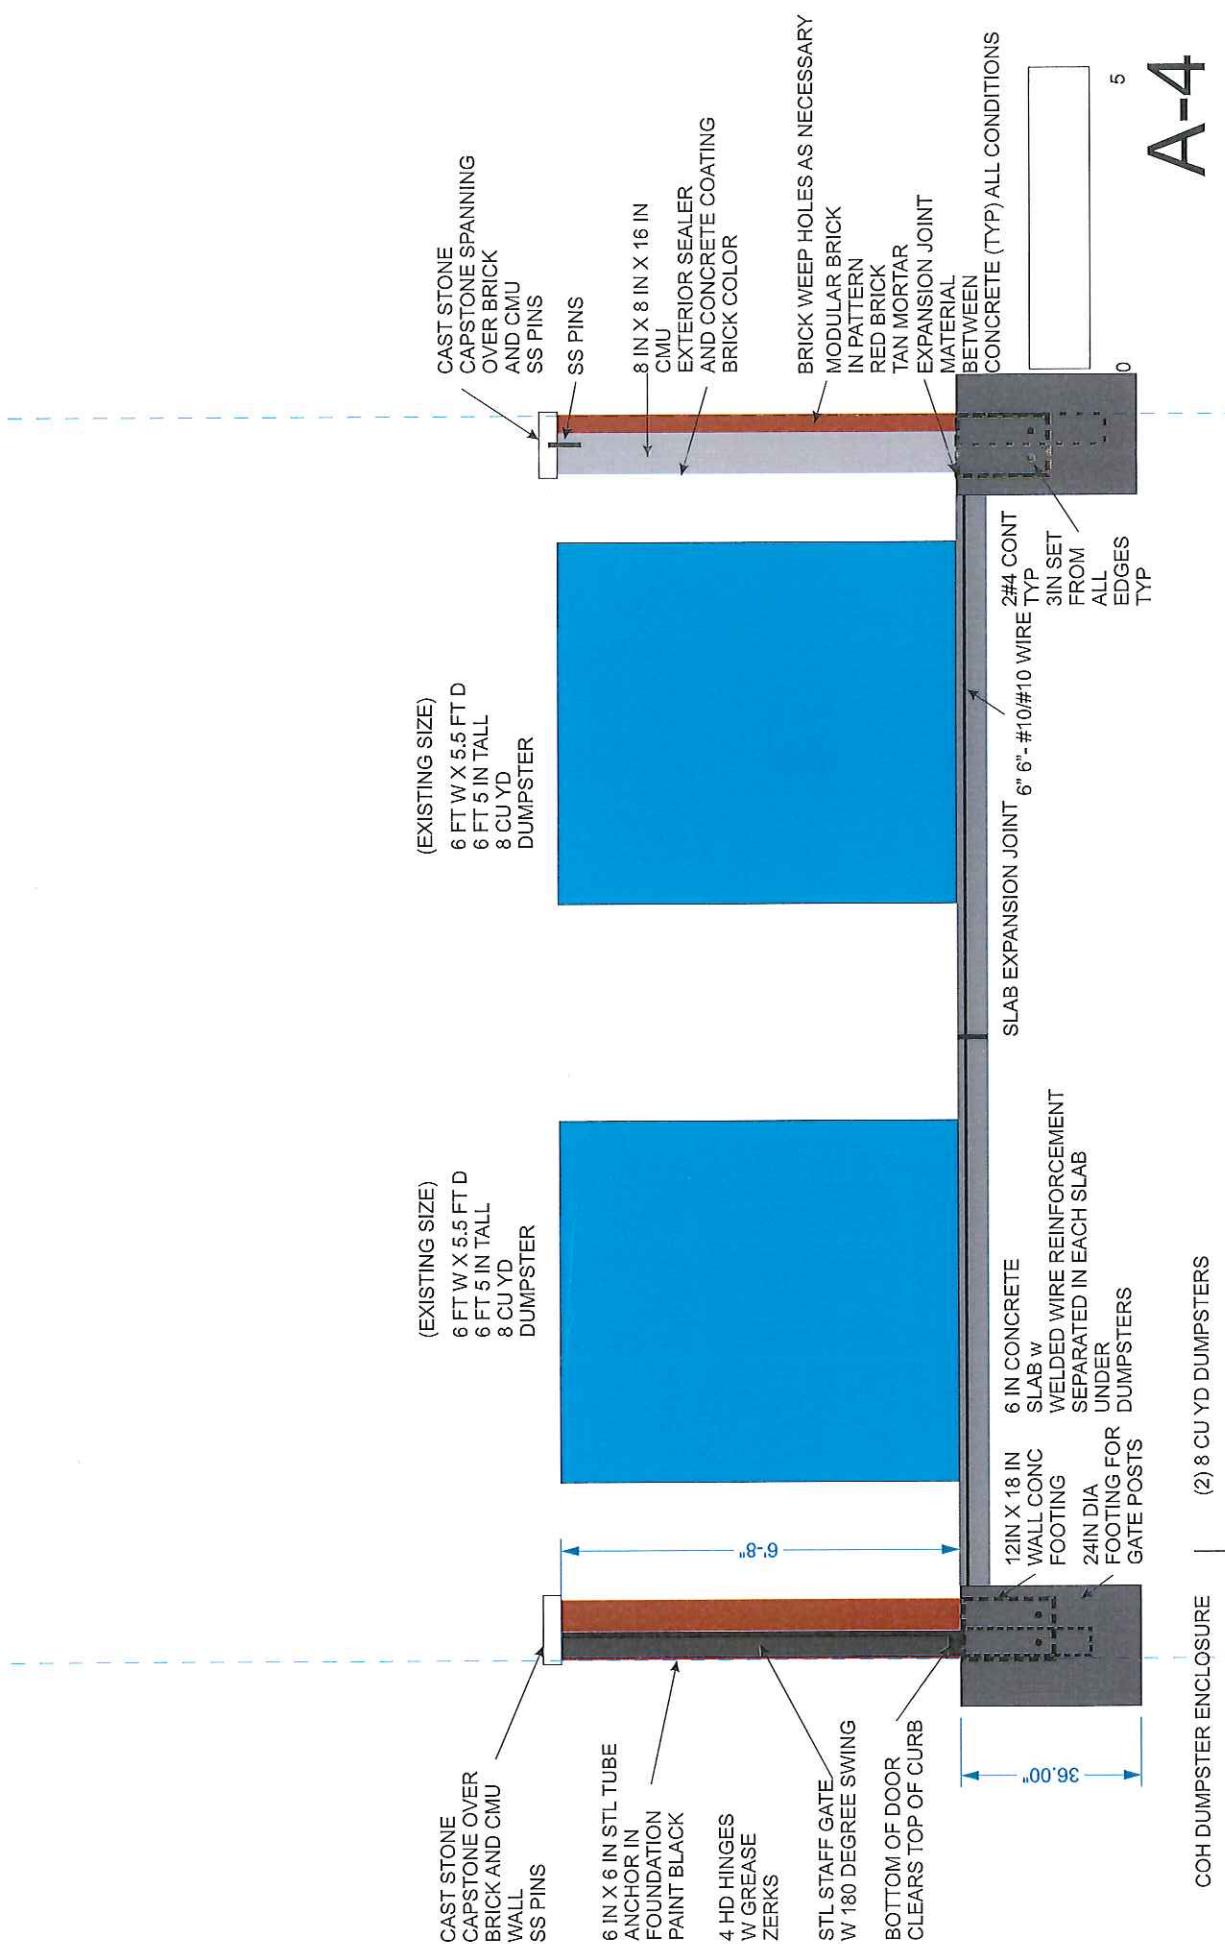 CAST STONE
CAPSTONE OVER
BRICK AND CMU
WALL
SS PINS
6 IN X 6 IN STL TUBE
ANCHOR IN
FOUNDATION
PAINT BLACK
4 HD HINGES
W GREASE
ZERKS
STL STAFF GATE
W 180 DEGREE SWING
BOTTOM OF DOOR
CLEARS TOP OF CURB
36.00"
6'-8"
(EXISTING SIZE)
6 FT W X 5.5 FT D
6 FT 5 IN TALL
8 CU YD
DUMPSTER
(EXISTING SIZE)
6 FT W X 5.5 FT D
6 FT 5 IN TALL
8 CU YD
DUMPSTER
CAST STONE
CAPSTONE SPANNING
OVER BRICK
AND CMU
SS PINS
SS PINS
8 IN X 8 IN X 16 IN
CMU
EXTERIOR SEALER
AND CONCRETE COATING
BRICK COLOR
BRICK WEEP HOLES AS NECESSARY
MODULAR BRICK
IN PATTERN
RED BRICK
TAN MORTAR
EXPANSION JOINT
MATERIAL
BETWEEN
CONCRETE (TYP) ALL CONDITIONS
12IN X 18 IN
WALL CONC
FOOTING
24IN DIA
FOOTING FOR
GATE POSTS
6 IN CONCRETE
SLAB w
WELDED WIRE REINFORCEMENT
SEPARATED IN EACH SLAB
UNDER
DUMPSTERS
SLAB EXPANSION JOINT
6" 6"- #10/#10 WIRE
2#4 CONT
TYP
3IN SET
FROM
ALL
EDGES
TYP
0
5
COH DUMPSTER ENCLOSURE
(2) 8 CU YD DUMPSTERS
A-4